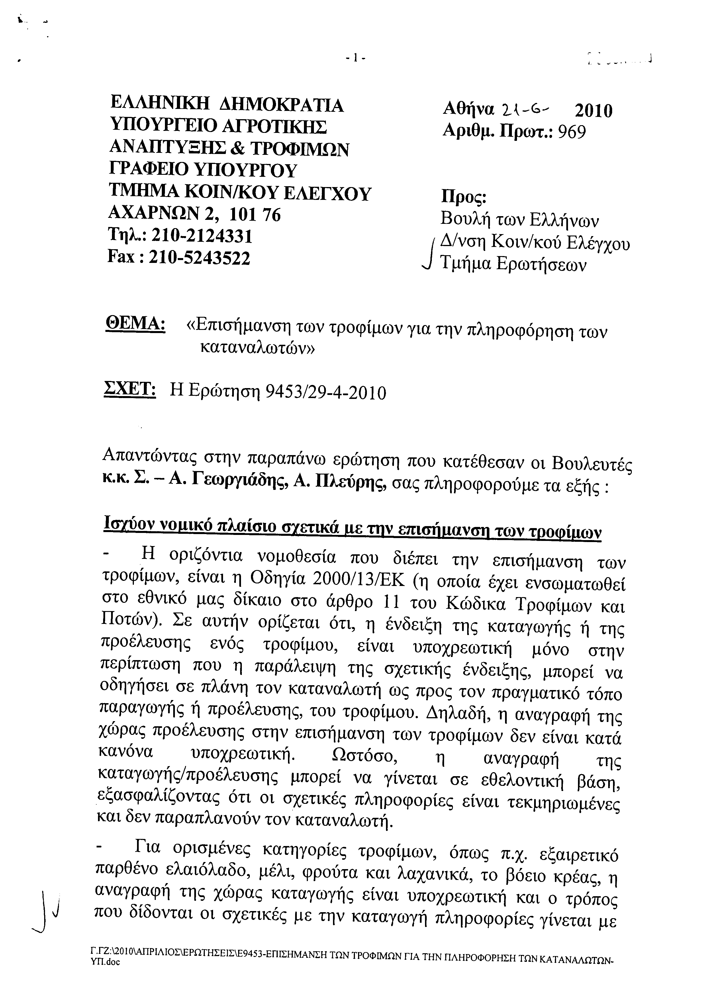 - 1 -
ΕΛΛΗΝΙΚΗ ΔΗΜΟΚΡΑΤΙΑ
ΥΠΟΥΡΓΕΙΟ ΑΓΡΟΤΙΚΗΣ
ΑΝΑΠΤΥΞΗΣ & ΤΡΟΦΙΜΩΝ
ΓΡΑΦΕΙΟ ΥΠΟΥΡΓΟΥ
ΤΜΗΜΑ ΚΟΙΝ/ΚΟΥ ΕΛΕΓΧΟΥ
ΑΧΑΡΝΩΝ 2, 101 76
Τηλ.: 210-2124331
Fax : 210-5243522
Αθήνα 21-6- 2010
Αριθμ. Πρωτ.: 969
Προς:
Βουλή των Ελλήνων
Δ/νση Κοιν/κού Ελέγχου
Τμήμα Ερωτήσεων
ΘΕΜΑ: «Επισήμανση των τροφίμων για την πληροφόρηση των
καταναλωτών»
ΣΧΕΤ: Η Ερώτηση 9453/29-4-2010
Απαντώντας στην παραπάνω ερώτηση που κατέθεσαν οι Βουλευτές
κ.κ. Σ. – Α. Γεωργιάδης, Α. Πλεύρης, σας πληροφορούμε τα εξής :
Ισχύον νομικό πλαίσιο σχετικά με την επισήμανση των τροφίμων
- Η οριζόντια νομοθεσία που διέπει την επισήμανση των
τροφίμων, είναι η Οδηγία 2000/13/ΕΚ (η οποία έχει ενσωματωθεί
στο εθνικό μας δίκαιο στο άρθρο 11 του Κώδικα Τροφίμων και
Ποτών). Σε αυτήν ορίζεται ότι, η ένδειξη της καταγωγής ή της
προέλευσης ενός τροφίμου, είναι υποχρεωτική μόνο στην
περίπτωση που η παράλειψη της σχετικής ένδειξης, μπορεί να
οδηγήσει σε πλάνη τον καταναλωτή ως προς τον πραγματικό τόπο
παραγωγής ή προέλευσης, του τροφίμου. Δηλαδή, η αναγραφή της
χώρας προέλευσης στην επισήμανση των τροφίμων δεν είναι κατά
κανόνα υποχρεωτική. Ωστόσο, η αναγραφή της
καταγωγής/προέλευσης μπορεί να γίνεται σε εθελοντική βάση,
εξασφαλίζοντας ότι οι σχετικές πληροφορίες είναι τεκμηριωμένες
και δεν παραπλανούν τον καταναλωτή.
- Για ορισμένες κατηγορίες τροφίμων, όπως π.χ. εξαιρετικό
παρθένο ελαιόλαδο, μέλι, φρούτα και λαχανικά, το βόειο κρέας, η
αναγραφή της χώρας καταγωγής είναι υποχρεωτική και ο τρόπος
που δίδονται οι σχετικές με την καταγωγή πληροφορίες γίνεται με
Γ.ΓΖ:\2010\ΑΠΡΙΛΙΟΣ\ΕΡΩΤΗΣΕΙΣ\Ε9453-ΕΠΙΣΗΜΑΝΣΗ ΤΩΝ ΤΡΟΦΙΜΩΝ ΓΙΑ ΤΗΝ ΠΛΗΡΟΦΟΡΗΣΗ ΤΩΝ ΚΑΤΑΝΑΛΩΤΩΝ-
ΥΠ.doc